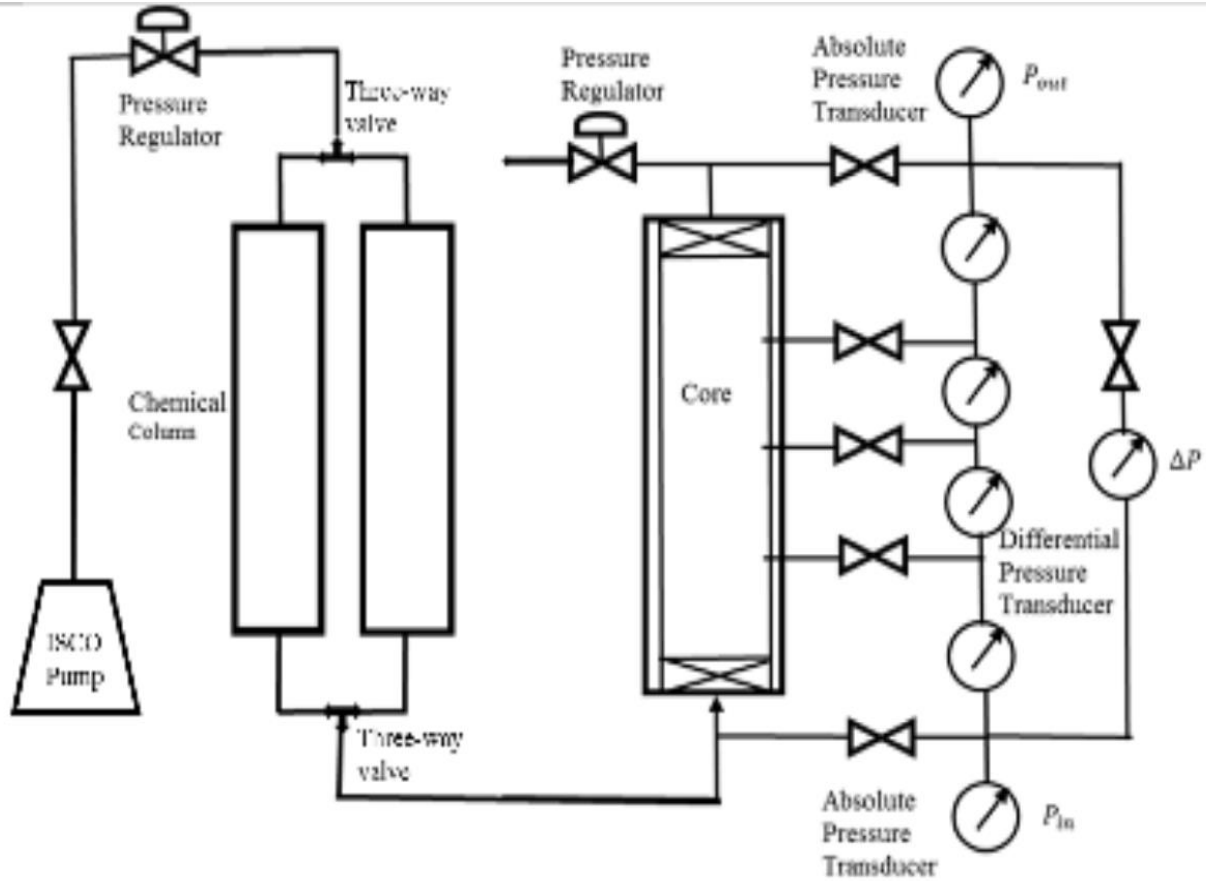 Pressure
Regulator
Three-way
valve
Pressure
Regulator
Absolute
Pressure
Transducer
P_out
Chemical
Column
Core
ΔP
Differential
Pressure
Transducer
ISCO
Pump
Three-way
valve
Absolute
Pressure
Transducer
P_in